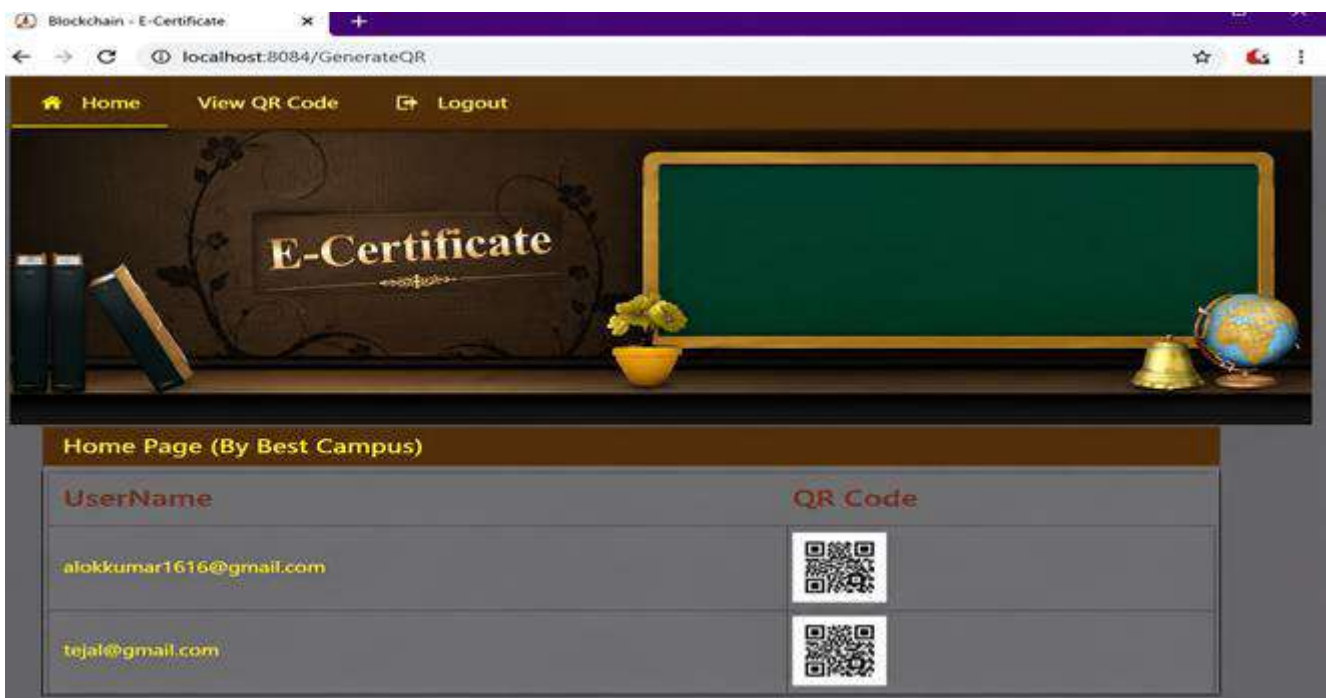 Blockchain - E-Certificate
localhost:8084/GenerateQR
Home View QR Code Logout
E-Certificate
Home Page (By Best Campus)
UserName QR Code
alokkumar1616@gmail.com
tejal@gmail.com